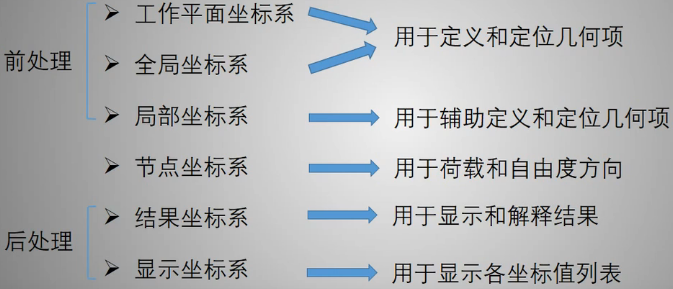 ➢ 工作平面坐标系
用于定义和定位几何项
前处理
➢ 全局坐标系
➢ 局部坐标系
用于辅助定义和定位几何项
➢ 节点坐标系
用于荷载和自由度方向
➢ 结果坐标系
用于显示和解释结果
后处理
➢ 显示坐标系
用于显示各坐标值列表